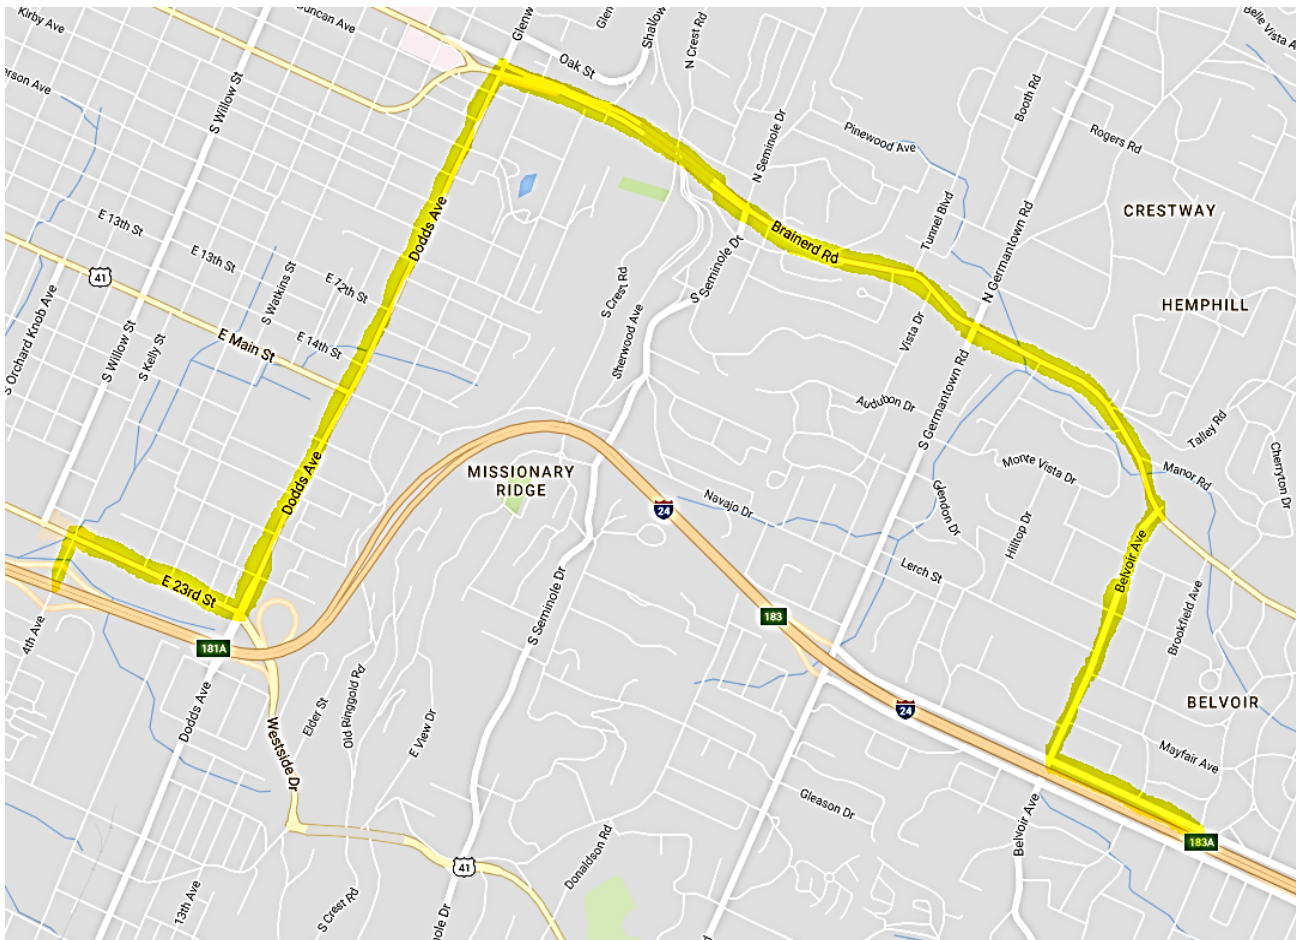 Kirby Ave
Duncan Ave
Glenw
Glen
Shallow
N Crest Rd
Oak St
Belle Vista A
erson Ave
S Willow St
Booth Rd
Rogers Rd
N Seminole Dr
Pinewood Ave
Tunnel Blvd
CRESTWAY
E 13th St
E 13th St
Dodds Ave
Brainerd Rd
N Germantown Rd
41
S Watkins St
E 12th St
S Crest Rd
S Seminole Dr
HEMPHILL
S Orchard Knob Ave
S Willow St
S Kelly St
E Main St
E 14th St
Sherwood Ave
Vista Dr
S Germantown Rd
Audubon Dr
Talley Rd
Dodds Ave
MISSIONARY
RIDGE
Monte Vista Dr
Manor Rd
Cherryton Dr
24
Navajo Dr
Glendon Dr
Hilltop Dr
Belvoir Ave
Lerch St
E 23rd St
S Seminole Dr
Brookfield Ave
4th Ave
181A
183
Dodds Ave
Elder St
Old Ringgold Rd
E View Dr
24
BELVOIR
Westside Dr
Mayfair Ave
Gleason Dr
Belvoir Ave
183A
41
Donaldson Rd
13th Ave
S Crest Rd
nole Dr
rd